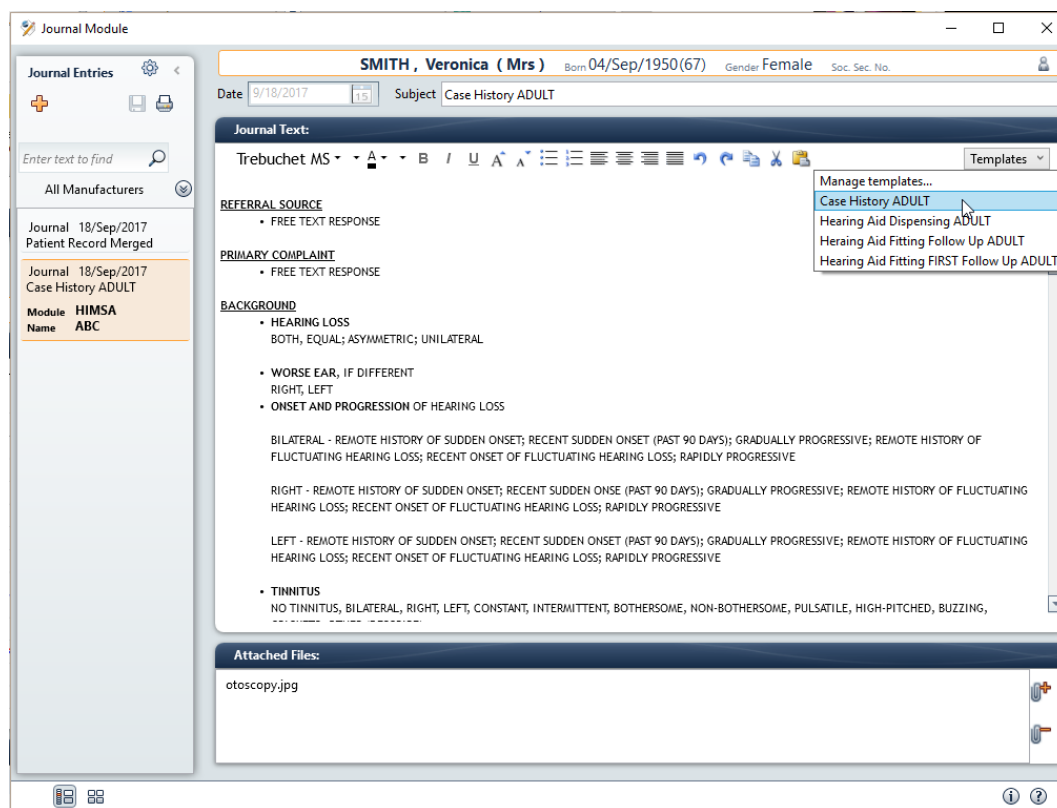 Journal Module
Journal Entries
Enter text to find
All Manufacturers
Journal 18/Sep/2017
Patient Record Merged
Journal 18/Sep/2017
Case History ADULT
Module HIMSA
Name ABC
SMITH , Veronica ( Mrs ) Born 04/Sep/1950(67) Gender Female Soc. Sec. No.
Date 9/18/2017 15 Subject Case History ADULT
Journal Text:
Trebuchet MS A B I U A A Templates
Manage templates...
Case History ADULT
Hearing Aid Dispensing ADULT
Heraing Aid Fitting Follow Up ADULT
Hearing Aid Fitting FIRST Follow Up ADULT
REFERRAL SOURCE
• FREE TEXT RESPONSE
PRIMARY COMPLAINT
• FREE TEXT RESPONSE
BACKGROUND
• HEARING LOSS
BOTH, EQUAL; ASYMMETRIC; UNILATERAL
• WORSE EAR, IF DIFFERENT
RIGHT, LEFT
• ONSET AND PROGRESSION OF HEARING LOSS
BILATERAL - REMOTE HISTORY OF SUDDEN ONSET; RECENT SUDDEN ONSET (PAST 90 DAYS); GRADUALLY PROGRESSIVE; REMOTE HISTORY OF
FLUCTUATING HEARING LOSS; RECENT ONSET OF FLUCTUATING HEARING LOSS; RAPIDLY PROGRESSIVE
RIGHT - REMOTE HISTORY OF SUDDEN ONSET; RECENT SUDDEN ONSE (PAST 90 DAYS); GRADUALLY PROGRESSIVE; REMOTE HISTORY OF FLUCTUATING
HEARING LOSS; RECENT ONSET OF FLUCTUATING HEARING LOSS; RAPIDLY PROGRESSIVE
LEFT - REMOTE HISTORY OF SUDDEN ONSET; RECENT SUDDEN ONSET (PAST 90 DAYS); GRADUALLY PROGRESSIVE; REMOTE HISTORY OF FLUCTUATING
HEARING LOSS; RECENT ONSET OF FLUCTUATING HEARING LOSS; RAPIDLY PROGRESSIVE
• TINNITUS
NO TINNITUS, BILATERAL, RIGHT, LEFT, CONSTANT, INTERMITTENT, BOTHERSOME, NON-BOTHERSOME, PULSATILE, HIGH-PITCHED, BUZZING,
Attached Files:
otoscopy.jpg